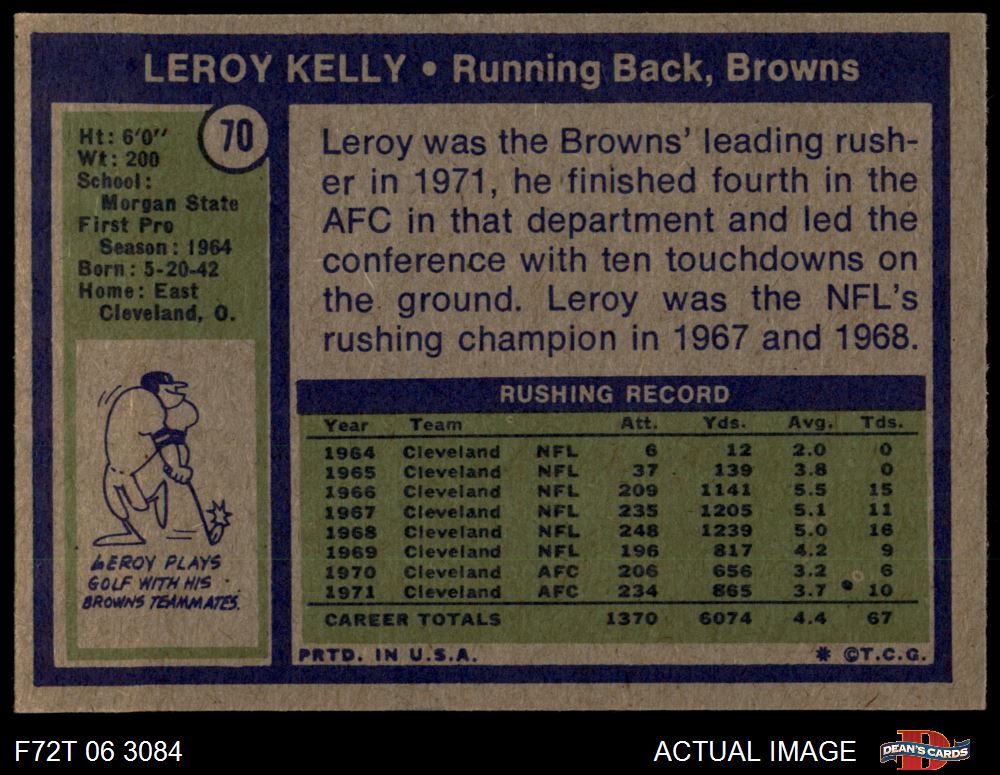 LEROY KELLY • Running Back, Browns
70
Ht: 6'0''
Wt: 200
School:
Morgan State
First Pro
Season: 1964
Born: 5-20-42
Home: East
Cleveland, O.
LEROY PLAYS
GOLF WITH HIS
BROWNS TEAMMATES.
Leroy was the Browns' leading rush-
er in 1971, he finished fourth in the
AFC in that department and led the
conference with ten touchdowns on
the ground. Leroy was the NFL's
rushing champion in 1967 and 1968.
RUSHING RECORD
Year Team Att. Yds. Avg. Tds.
1964 Cleveland NFL 6 12 2.0 0
1965 Cleveland NFL 37 139 3.8 0
1966 Cleveland NFL 209 1141 5.5 15
1967 Cleveland NFL 235 1205 5.1 11
1968 Cleveland NFL 248 1239 5.0 16
1969 Cleveland NFL 196 817 4.2 9
1970 Cleveland AFC 206 656 3.2 6
1971 Cleveland AFC 234 865 3.7 10
CAREER TOTALS 1370 6074 4.4 67
PRTD. IN U.S.A. * ©T.C.G.
F72T 06 3084 ACTUAL IMAGE D DEAN'S CARDS